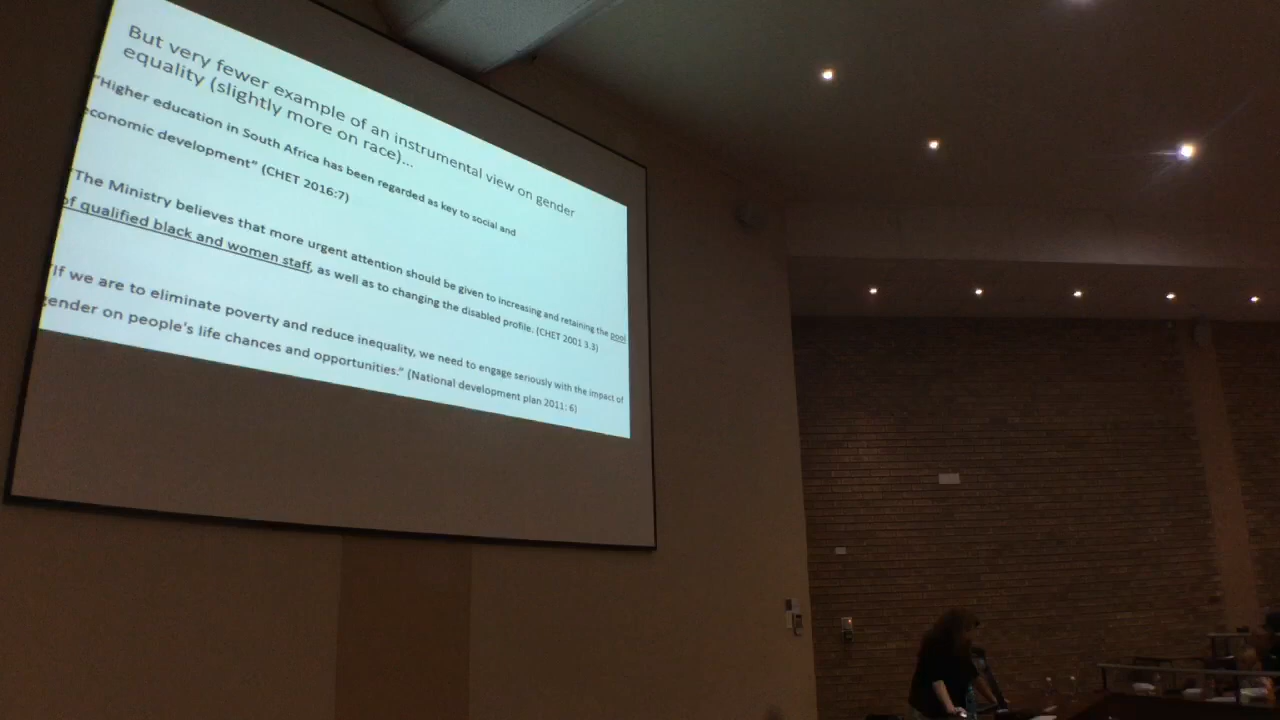 But very fewer example of an instrumental view on gender
equality (slightly more on race)...
"Higher education in South Africa has been regarded as key to social and
economic development" (CHET 2016:7)
"The Ministry believes that more urgent attention should be given to increasing and retaining the pool
of qualified black and women staff, as well as to changing the disabled profile. (CHET 2001 3.3)
"If we are to eliminate poverty and reduce inequality, we need to engage seriously with the impact of
gender on people's life chances and opportunities." (National development plan 2011: 6)